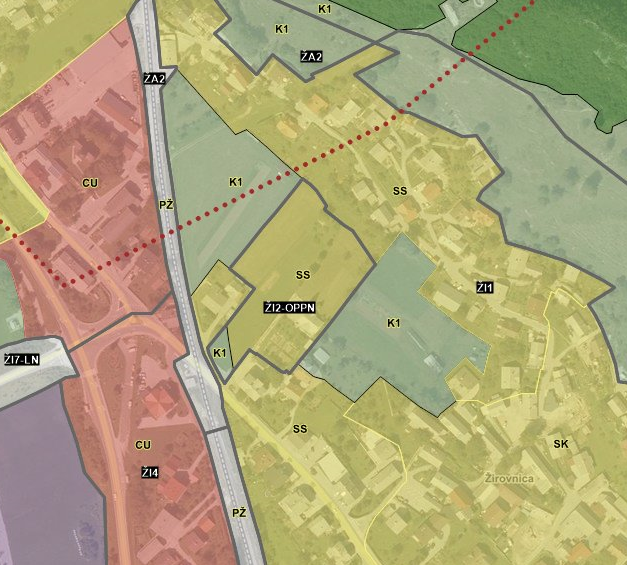 K1
K1
ŽA2
ŽA2
CU
K1
SS
PŽ
SS
ŽI1
ŽI2-OPPN
K1
K1
ŽI7-LN
SS
CU
SK
ŽI4
Žirovnica
PŽ